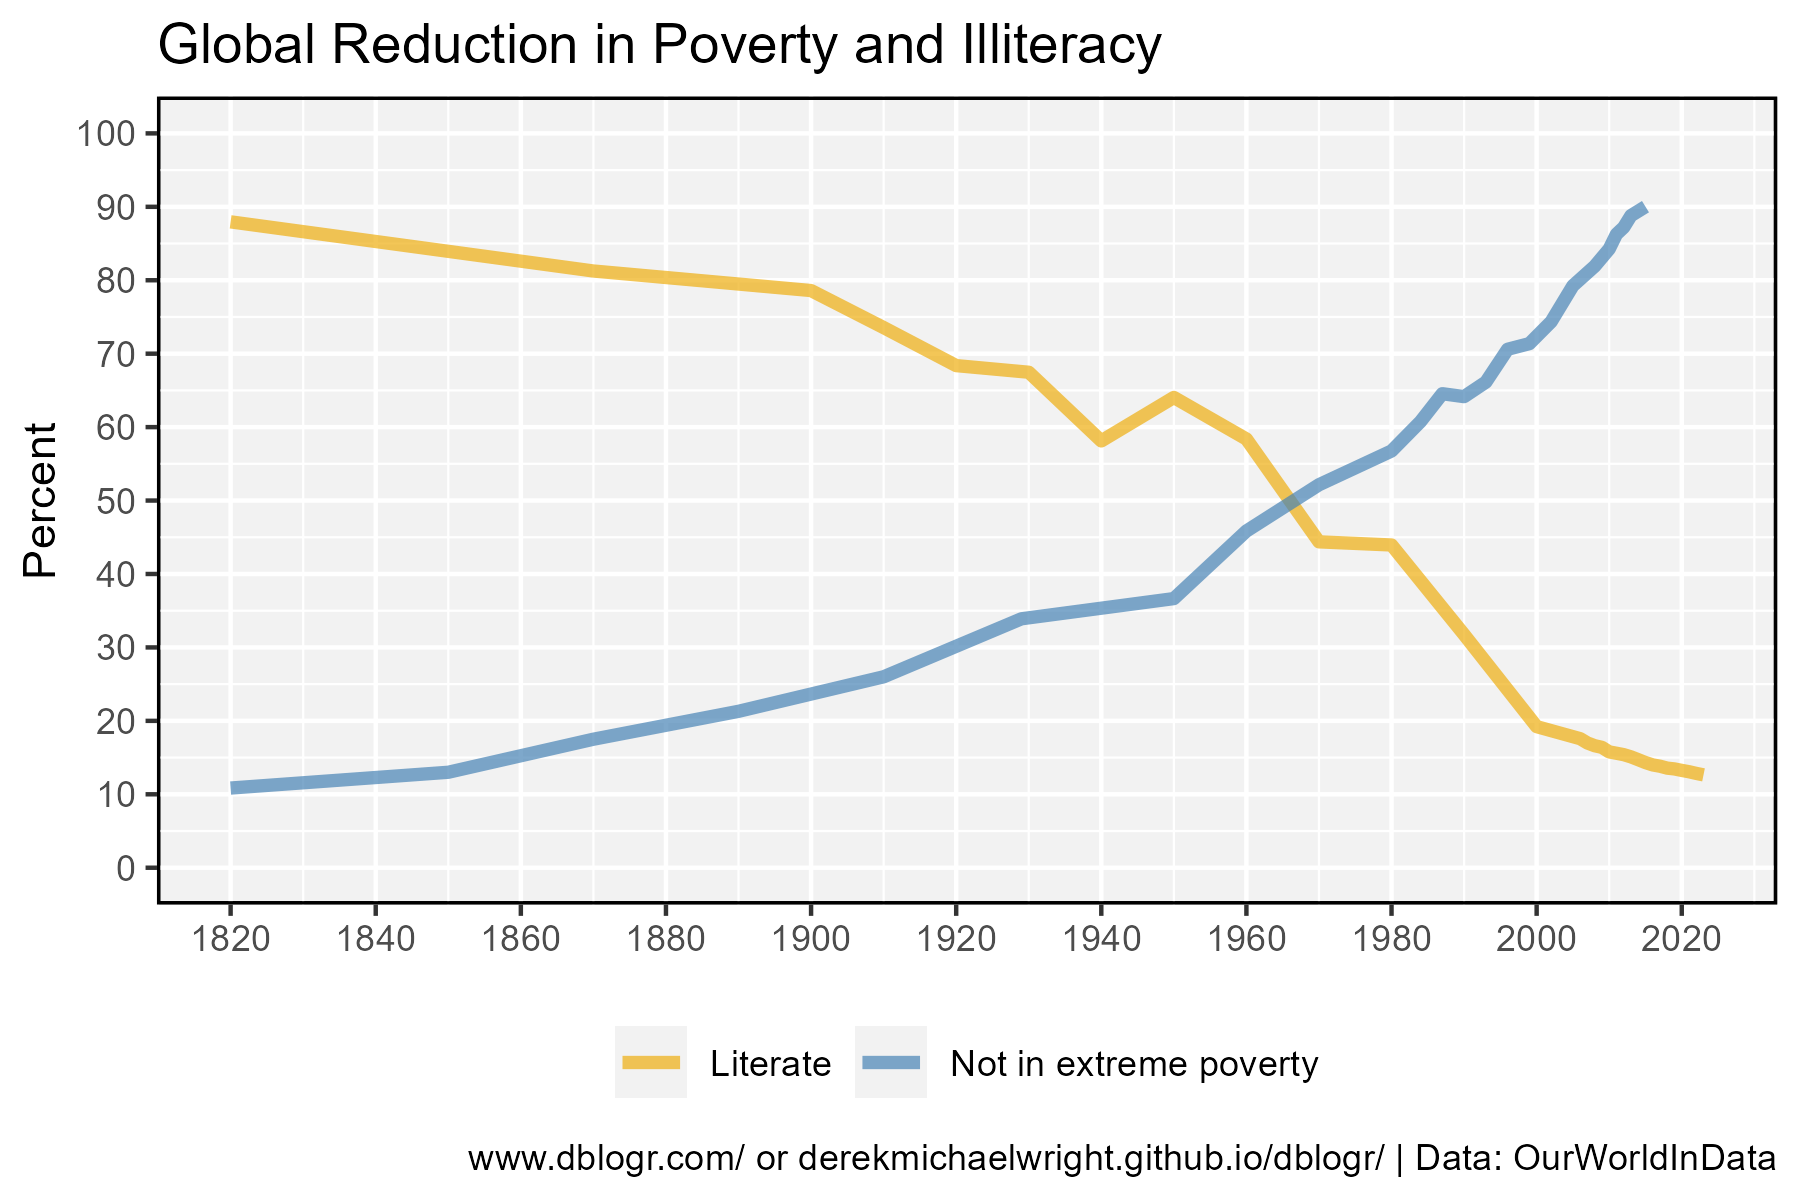 Global Reduction in Poverty and Illiteracy
Percent
100
90
80
70
60
50
40
30
20
10
0
1820 1840 1860 1880 1900 1920 1940 1960 1980 2000 2020
Literate Not in extreme poverty
www.dblogr.com/ or derekmichaelwright.github.io/dblogr/ | Data: OurWorldInData